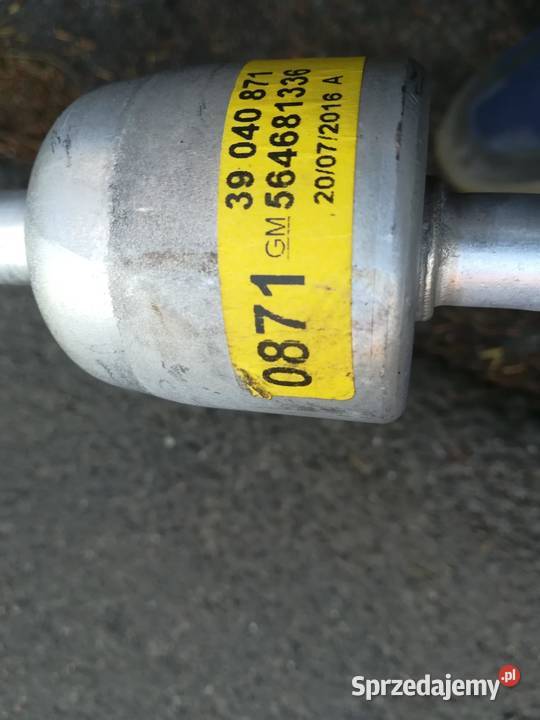 39 040 871
GM 564681336
20/07/2016 A
0871
Sprzedajemy.pl